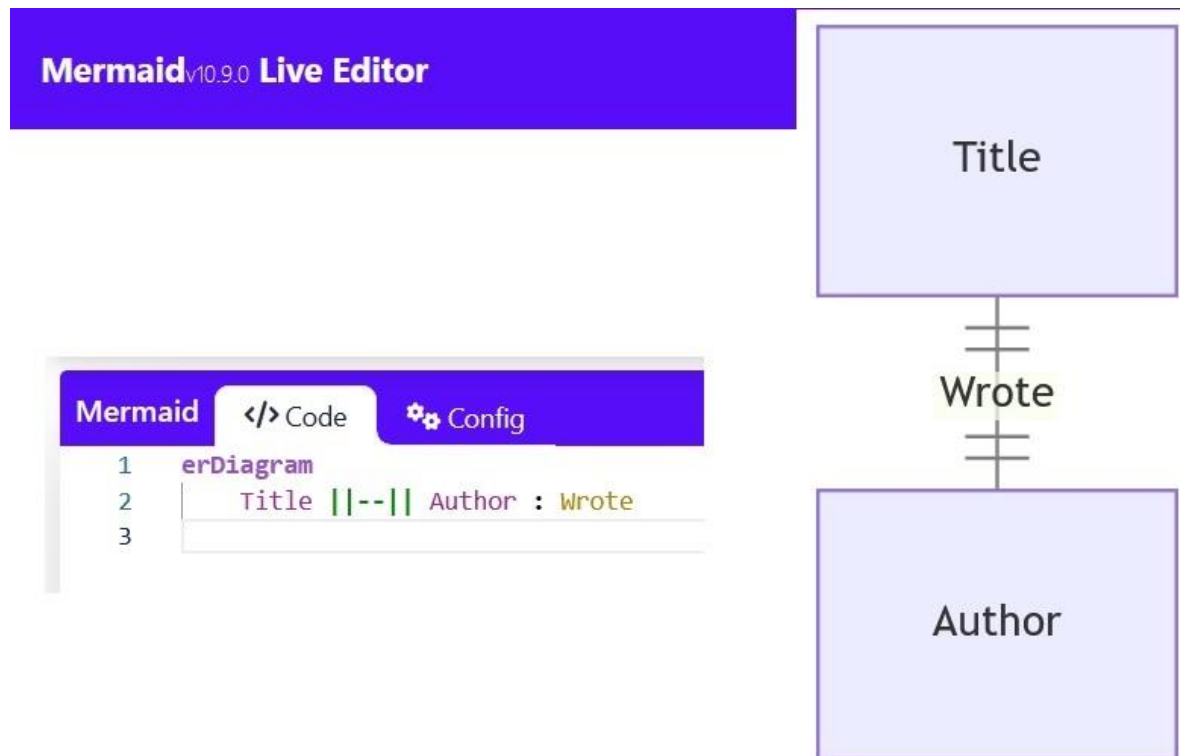 Mermaid v10.9.0 Live Editor
Mermaid </> Code Config
1 erDiagram
2 Title ||--|| Author : Wrote
3
Title
Wrote
Author